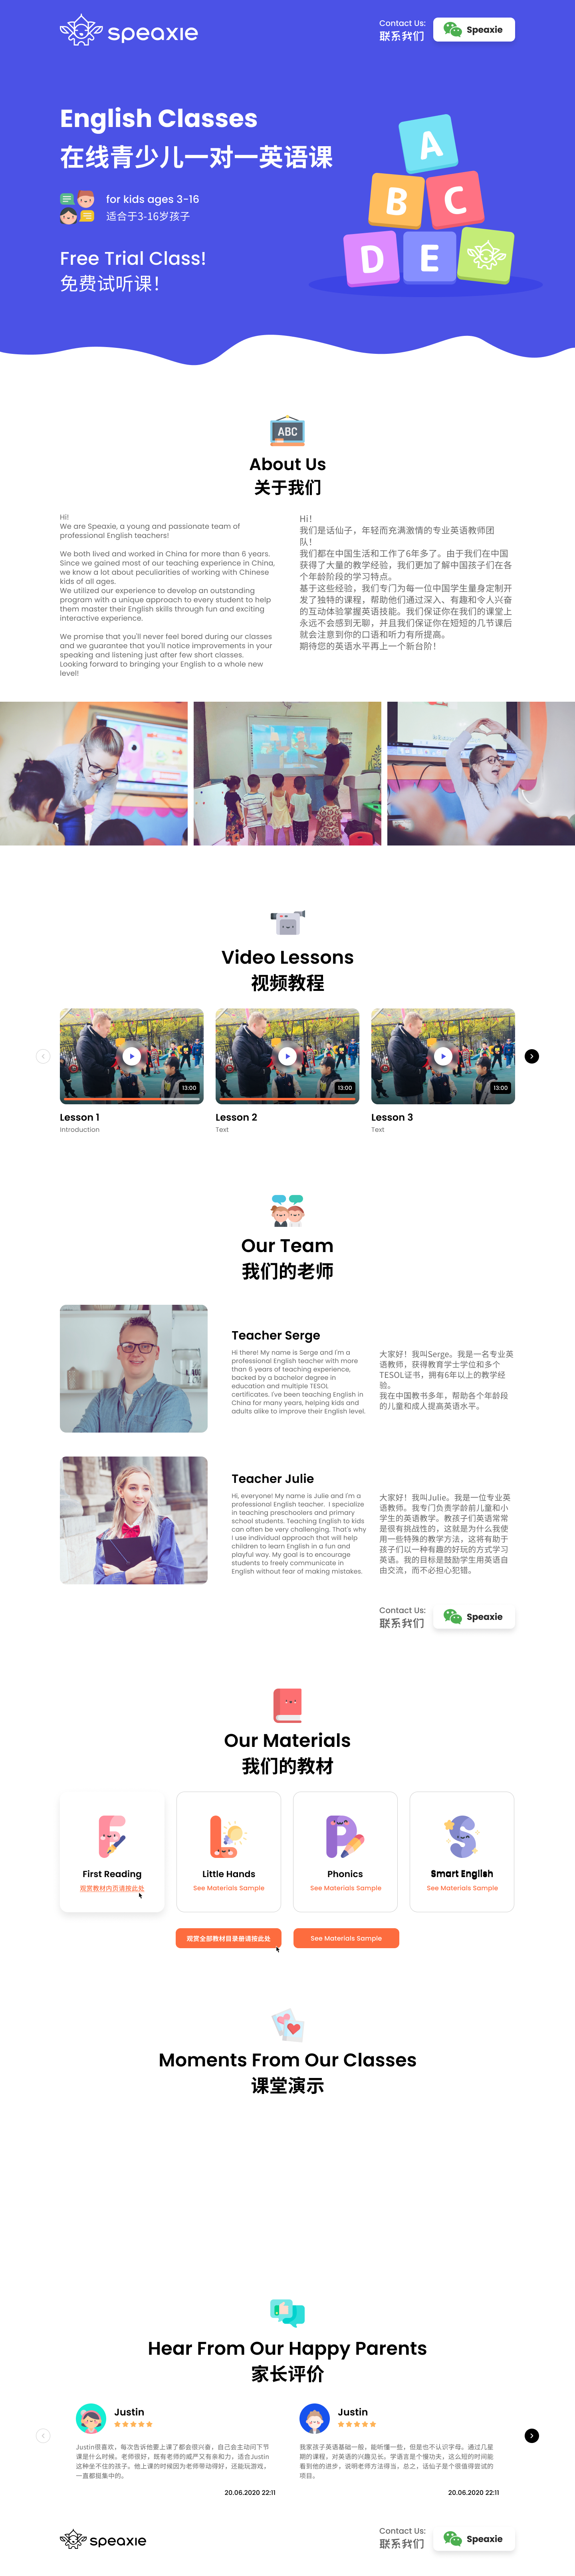 speaxie
Contact Us:
联系我们
Speaxie
English Classes
在线青少儿一对一英语课
for kids ages 3-16
适合于3-16岁孩子
Free Trial Class!
免费试听课！
A
B
C
D
E
ABC
About Us
关于我们
Hi!
We are Speaxie, a young and passionate team of
professional English teachers!
We both lived and worked in China for more than 6 years.
Since we gained most of our teaching experience in China,
we know a lot about peculiarities of working with Chinese
kids of all ages.
We utilized our experience to develop an outstanding
program with a unique approach to every student to help
them master their English skills through fun and exciting
interactive experience.
We promise that you'll never feel bored during our classes
and we guarantee that you'll notice improvements in your
speaking and listening just after few short classes.
Looking forward to bringing your English to a whole new
level!
Hi！
我们是话仙子，年轻而充满激情的专业英语教师团
队！
我们都在中国生活和工作了6年多了。由于我们在中国
获得了大量的教学经验，我们更加了解中国孩子们在各
个年龄阶段的学习特点。
基于这些经验，我们专门为每一位中国学生量身定制开
发了独特的课程，帮助他们通过深入、有趣和令人兴奋
的互动体验掌握英语技能。我们保证你在我们的课堂上
永远不会感到无聊，并且我们保证你在短短的几节课后
就会注意到你的口语和听力有所提高。
期待您的英语水平再上一个新台阶！
Video Lessons
视频教程
13:00
13:00
13:00
Lesson 1
Introduction
Lesson 2
Text
Lesson 3
Text
Our Team
我们的老师
Teacher Serge
Hi there! My name is Serge and I'm a
professional English teacher with more
than 6 years of teaching experience,
backed by a bachelor degree in
education and multiple TESOL
certificates. I've been teaching English in
China for many years, helping kids and
adults alike to improve their English level.
大家好！我叫Serge。我是一名专业英
语教师，获得教育学士学位和多个
TESOL证书，拥有6年以上的教学经
验。
我在中国教书多年，帮助各个年龄段
的儿童和成人提高英语水平。
Teacher Julie
Hi, everyone! My name is Julie and I'm a
professional English teacher. I specialize
in teaching preschoolers and primary
school students. Teaching English to kids
can often be very challenging. That's why
I use individual approach that will help
children to learn English in a fun and
playful way. My goal is to encourage
students to freely communicate in
English without fear of making mistakes.
大家好！我叫Julie。我是一位专业英
语教师。我专门负责学龄前儿童和小
学生的英语教学。教孩子们英语常常
是很有挑战性的，这就是为什么我使
用一些特殊的教学方法，这将有助于
孩子们以一种有趣的好玩的方式学习
英语。我的目标是鼓励学生用英语自
由交流，而不必担心犯错。
Contact Us:
联系我们
Speaxie
Our Materials
我们的教材
First Reading
观赏教材内页请按此处
Little Hands
See Materials Sample
Phonics
See Materials Sample
Smart English
See Materials Sample
观赏全部教材目录册请按此处
See Materials Sample
Moments From Our Classes
课堂演示
Hear From Our Happy Parents
家长评价
Justin
Justin很喜欢，每次告诉他要上课了都会很兴奋，自己会主动问下节
课是什么时候。老师很好，既有老师的威严又有亲和力，适合Justin
这种坐不住的孩子。他上课的时候因为老师带动得好，还能玩游戏，
一直都挺集中的。
20.06.2020 22:11
Justin
我家孩子英语基础一般，能听懂一些，但是也不认识字母。通过几星
期的课程，对英语的兴趣见长。学语言是个慢功夫，这么短的时间能
看到他的进步，说明老师方法得当，总之，话仙子是个很值得尝试的
项目。
20.06.2020 22:11
speaxie
Contact Us:
联系我们
Speaxie